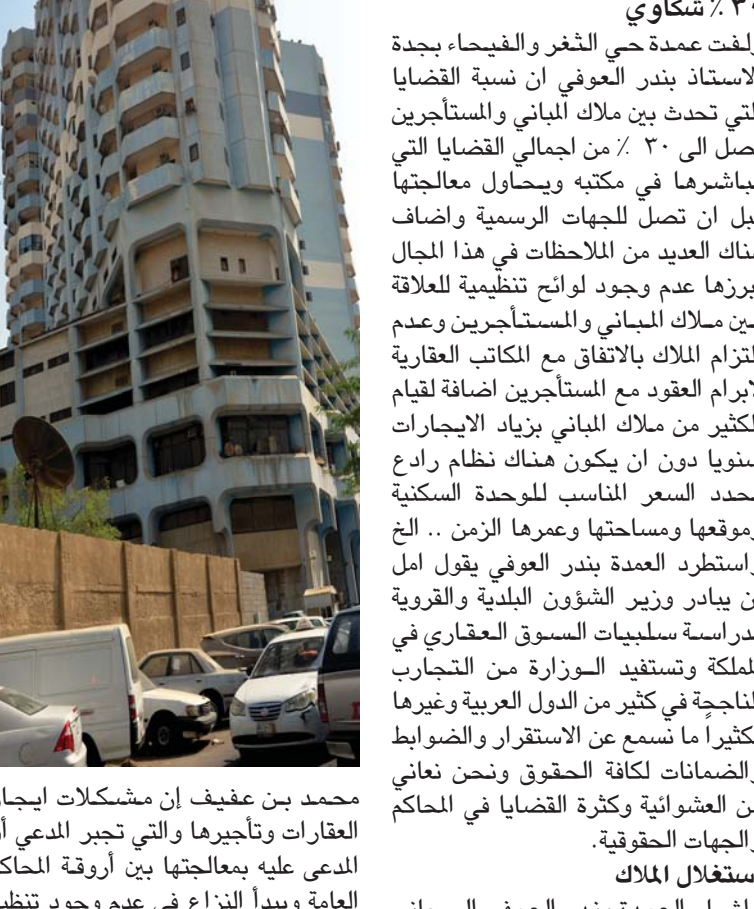 ٣٠ ٪ شكاوي
ولفت عمدة حي الثغر والفيحاء بجدة
الاستاذ بندر العوفي ان نسبة القضايا
التي تحدث بين ملاك المباني والمستأجرين
تصل الى ٣٠ ٪ من اجمالي القضايا التي
يباشرها في مكتبه ويحاول معالجتها
قبل ان تصل للجهات الرسمية واضاف
هناك العديد من الملاحظات في هذا المجال
ابرزها عدم وجود لوائح تنظيمية للعلاقة
بين ملاك المباني والمستأجرين وعدم
التزام الملاك بالاتفاق مع المكاتب العقارية
لابرام العقود مع المستأجرين اضافة لقيام
الكثير من ملاك المباني بزياد الايجارات
سنويا دون ان يكون هناك نظام رادع
يحدد السعر المناسب للوحدة السكنية
وموقعها ومساحتها وعمرها الزمن .. الخ
واستطرد العمدة بندر العوفي يقول امل
ان يبادر وزير الشؤون البلدية والقروية
بدراسة سلبيات السوق العقاري في
المملكة وتستفيد الوزارة من التجارب
الناجحة في كثير من الدول العربية وغيرها
فكثيراً ما نسمع عن الاستقرار والضوابط
والضمانات لكافة الحقوق ونحن نعاني
من العشوائية وكثرة القضايا في المحاكم
والجهات الحقوقية.
استغلال الملاك
العمدة بندر العوفي
محمد بن عفيف إن مشكلات ايجار
العقارات وتأجيرها والتي تجبر المدعي أو
المدعى عليه بمعالجتها بين أروقة المحاكم
العامة ويبدأ النزاع في عدم وجود تنظيم